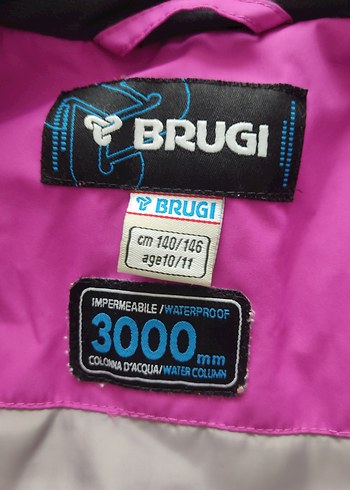 BRUGI
BRUGI
cm 140/146
age10/11
IMPERMEABILE/WATERPROOF
3000mm
COLONNA D'ACQUA/WATER COLUMN